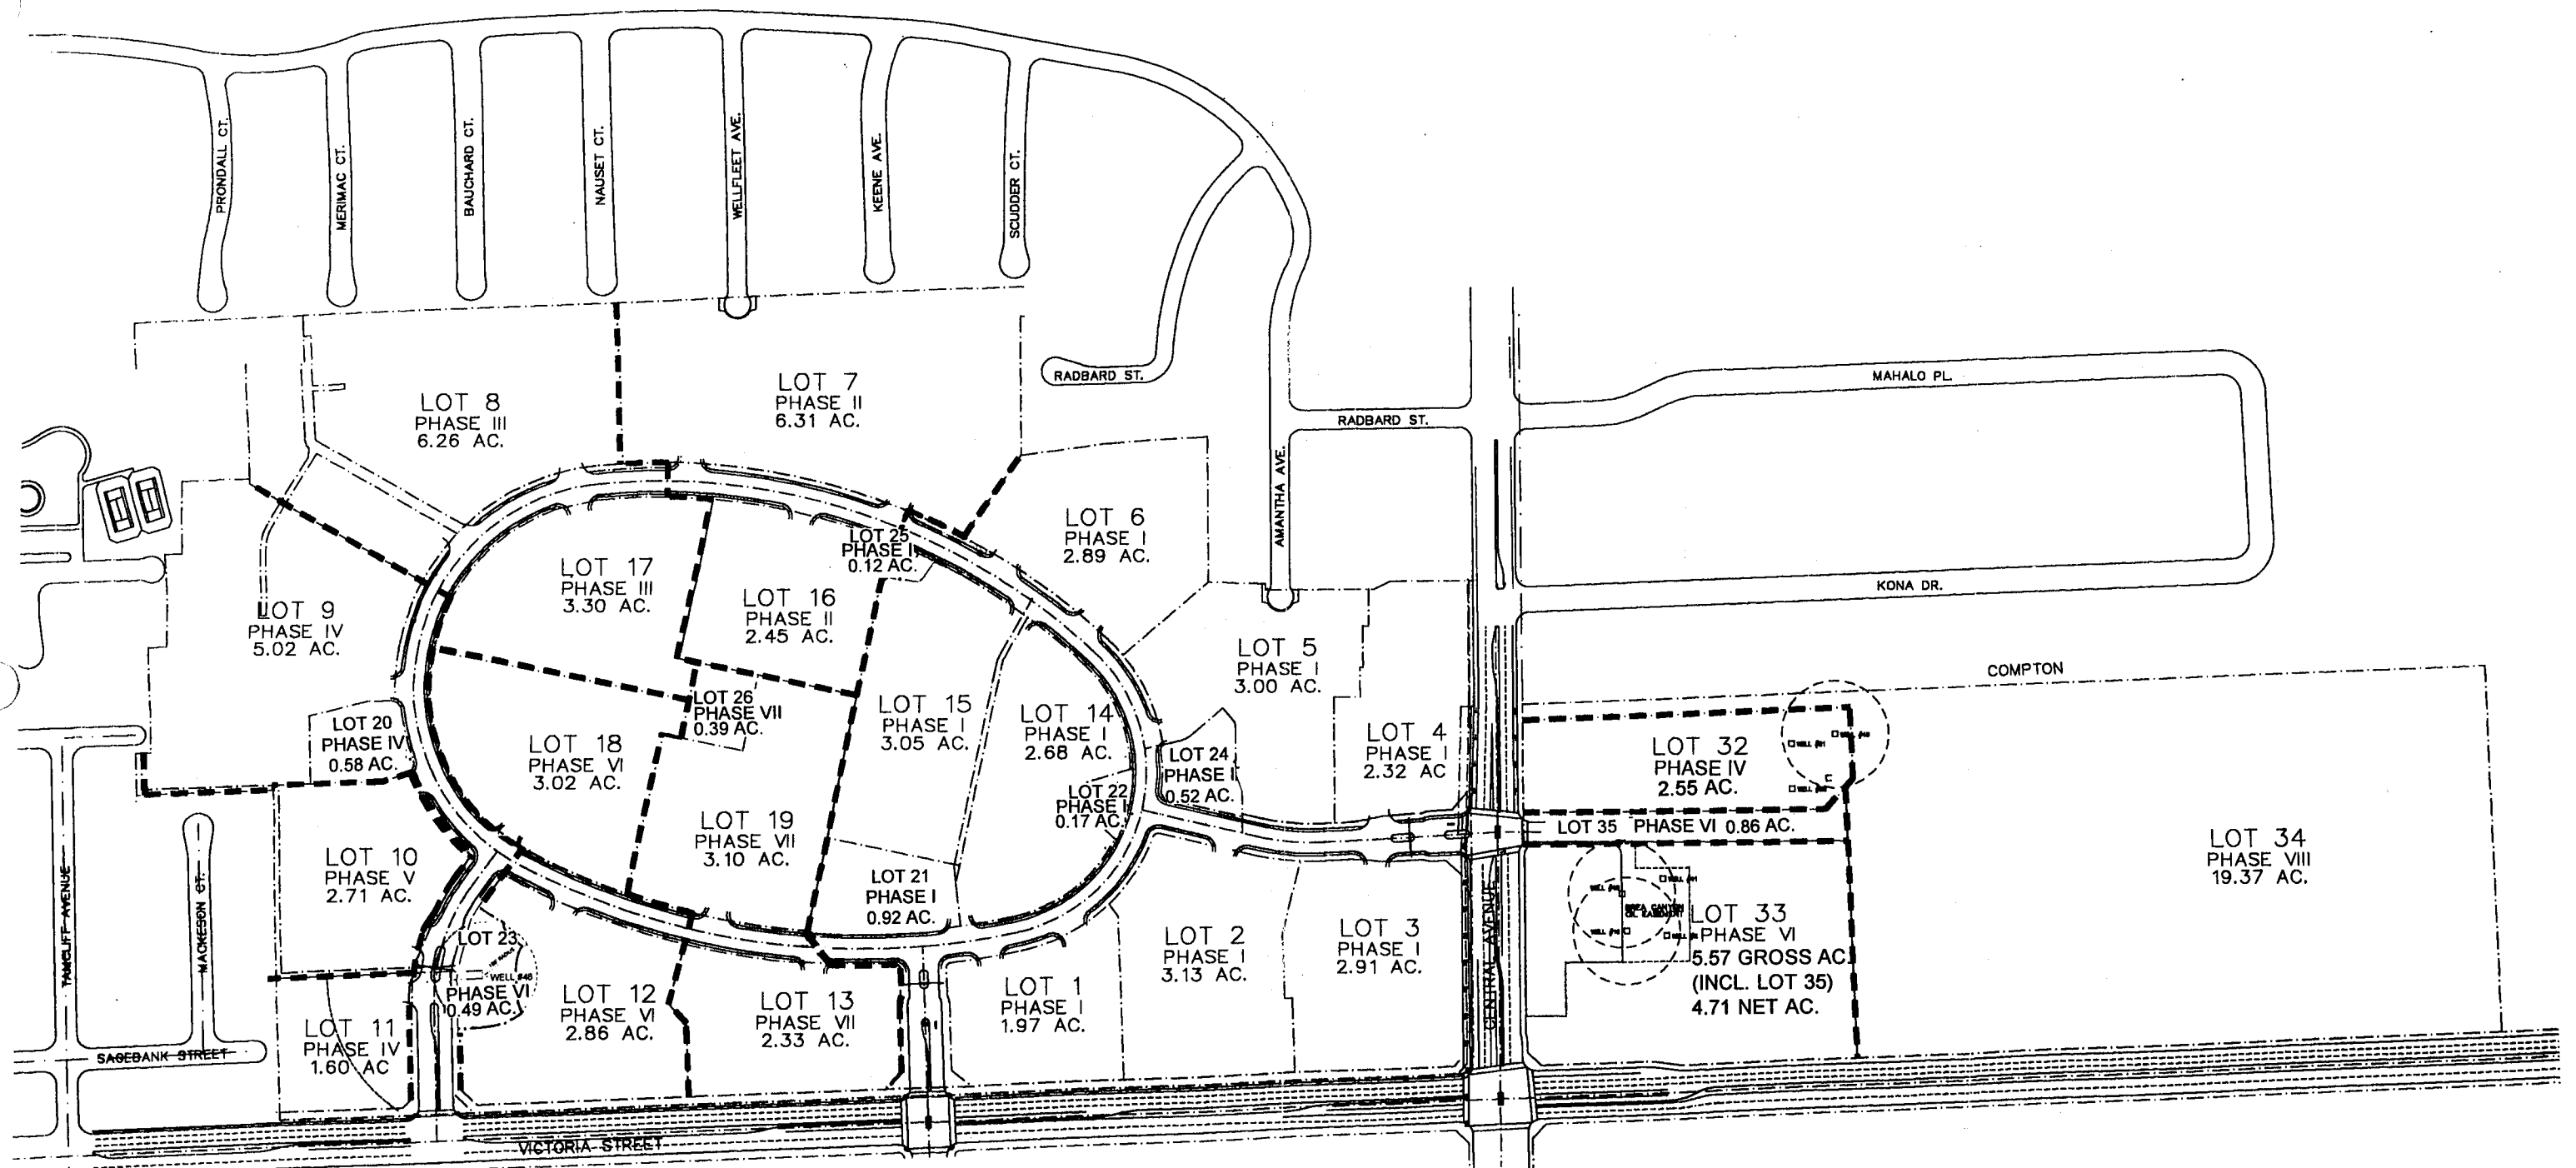 PRONDALL CT.
MERIMAC CT.
BAUCHARD CT.
NAUSET CT.
WELLFLEET AVE.
KEENE AVE.
SCUDDER CT.
RADBARD ST.
RADBARD ST.
AMANTHA AVE.
MAHALO PL.
KONA DR.
COMPTON
LOT 8
PHASE III
6.26 AC.
LOT 7
PHASE II
6.31 AC.
LOT 6
PHASE I
2.89 AC.
LOT 25
PHASE I
0.12 AC.
LOT 17
PHASE III
3.30 AC.
LOT 16
PHASE II
2.45 AC.
LOT 9
PHASE IV
5.02 AC.
LOT 5
PHASE I
3.00 AC.
LOT 26
PHASE VII
0.39 AC.
LOT 15
PHASE I
3.05 AC.
LOT 14
PHASE I
2.68 AC.
LOT 20
PHASE IV
0.58 AC.
LOT 18
PHASE VI
3.02 AC.
LOT 24
PHASE I
0.52 AC.
LOT 4
PHASE I
2.32 AC
LOT 32
PHASE IV
2.55 AC.
LOT 22
PHASE I
0.17 AC.
LOT 19
PHASE VII
3.10 AC.
LOT 35 PHASE VI 0.86 AC.
LOT 34
PHASE VIII
19.37 AC.
LOT 10
PHASE V
2.71 AC.
LOT 21
PHASE I
0.92 AC.
TAMCLIFF AVENUE
MACKESON CT.
CENTRAL AVENUE
LOT 33
PHASE VI
5.57 GROSS AC.
(INCL. LOT 35)
4.71 NET AC.
LOT 23
WELL #48
PHASE VI
0.49 AC.
LOT 12
PHASE VI
2.86 AC.
LOT 13
PHASE VII
2.33 AC.
LOT 1
PHASE I
1.97 AC.
LOT 2
PHASE I
3.13 AC.
LOT 3
PHASE I
2.91 AC.
LOT 11
PHASE IV
1.60 AC
SAGEBANK STREET
VICTORIA STREET